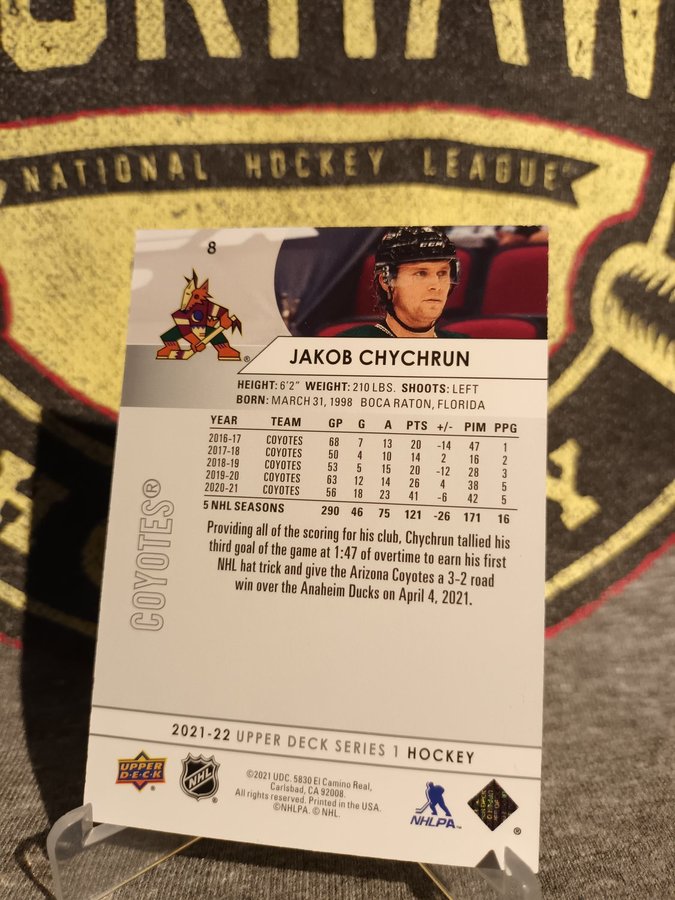 NATIONAL HOCKEY LEAGUE
8
CCM
JAKOB CHYCHRUN
HEIGHT: 6'2" WEIGHT: 210 LBS. SHOOTS: LEFT
BORN: MARCH 31, 1998 BOCA RATON, FLORIDA
YEAR TEAM GP G A PTS +/- PIM PPG
2016-17 COYOTES 68 7 13 20 -14 47 1
2017-18 COYOTES 50 4 10 14 2 16 2
2018-19 COYOTES 53 5 15 20 -12 28 3
2019-20 COYOTES 63 12 14 26 4 38 5
2020-21 COYOTES 56 18 23 41 -6 42 5
5 NHL SEASONS 290 46 75 121 -26 171 16
COYOTES®
Providing all of the scoring for his club, Chychrun tallied his
third goal of the game at 1:47 of overtime to earn his first
NHL hat trick and give the Arizona Coyotes a 3-2 road
win over the Anaheim Ducks on April 4, 2021.
2021-22 UPPER DECK SERIES 1 HOCKEY
UPPER DECK
NHL
©2021 UDC. 5830 El Camino Real,
Carlsbad, CA 92008.
All rights reserved. Printed in the USA.
©NHLPA. © NHL.
NHLPA